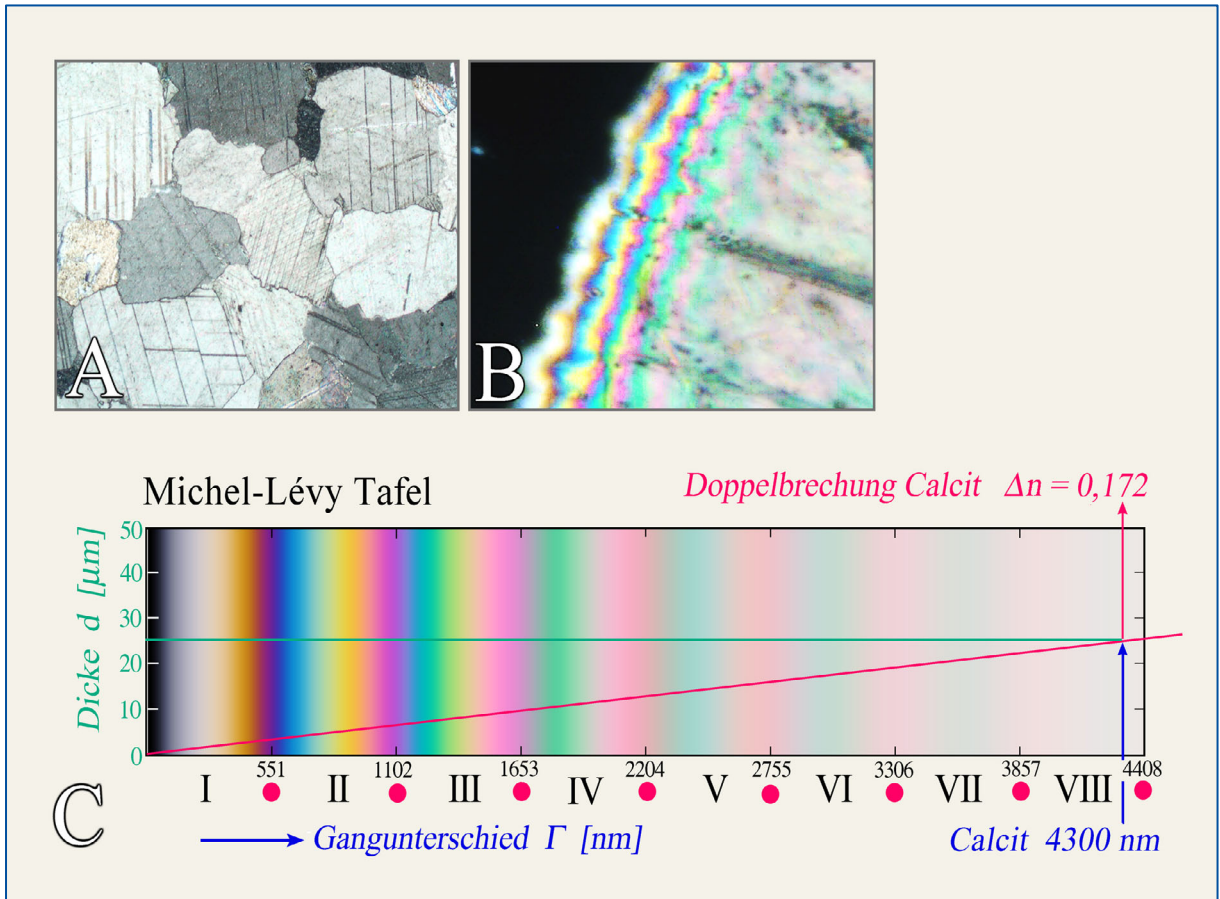 A
B
Michel-Lévy Tafel
Doppelbrechung Calcit Δn = 0,172
Dicke d [µm]
50
40
30
20
10
0
551 1102 1653 2204 2755 3306 3857 4408
I II III IV V VI VII VIII
C
Gangunterschied Γ [nm]
Calcit 4300 nm